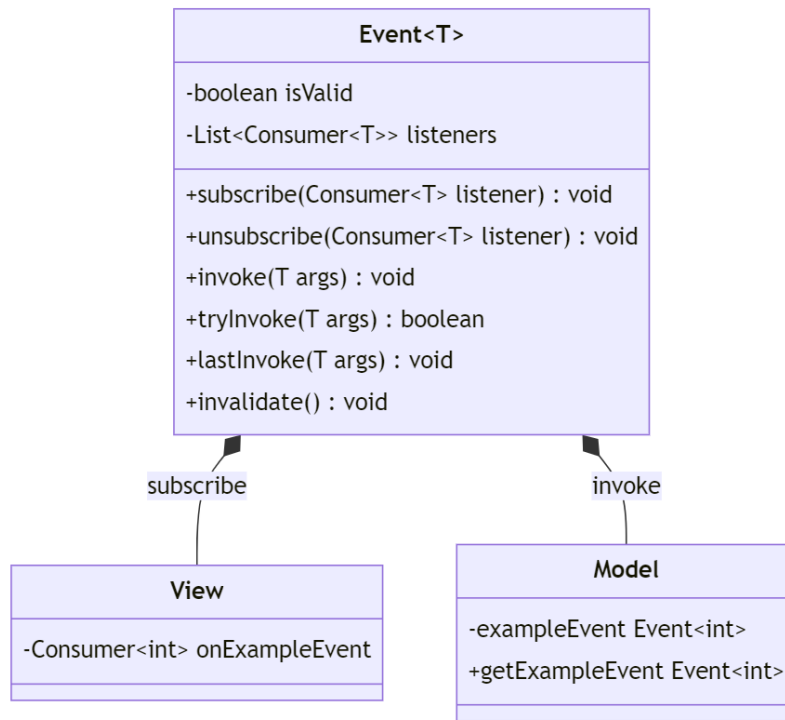 Event<T>
-boolean isValid
-List<Consumer<T>> listeners
+subscribe(Consumer<T> listener) : void
+unsubscribe(Consumer<T> listener) : void
+invoke(T args) : void
+tryInvoke(T args) : boolean
+lastInvoke(T args) : void
+invalidate() : void
subscribe
invoke
View
-Consumer<int> onExampleEvent
Model
-exampleEvent Event<int>
+getExampleEvent Event<int>